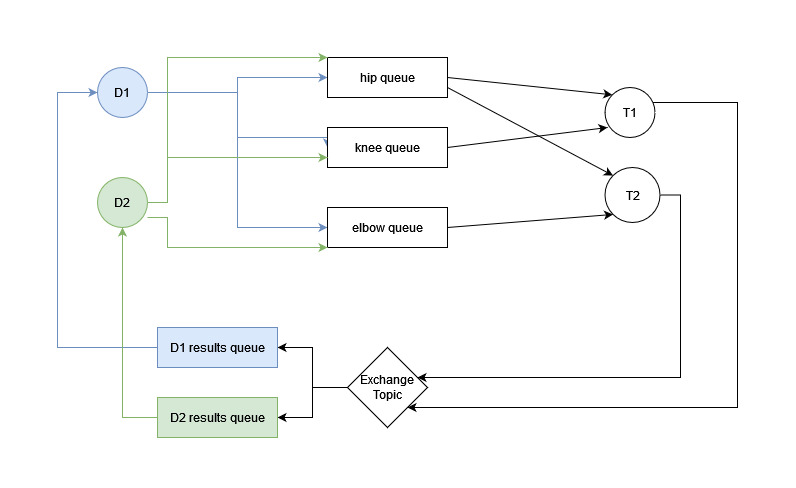 D1
hip queue
T1
knee queue
D2
T2
elbow queue
D1 results queue
Exchange
Topic
D2 results queue